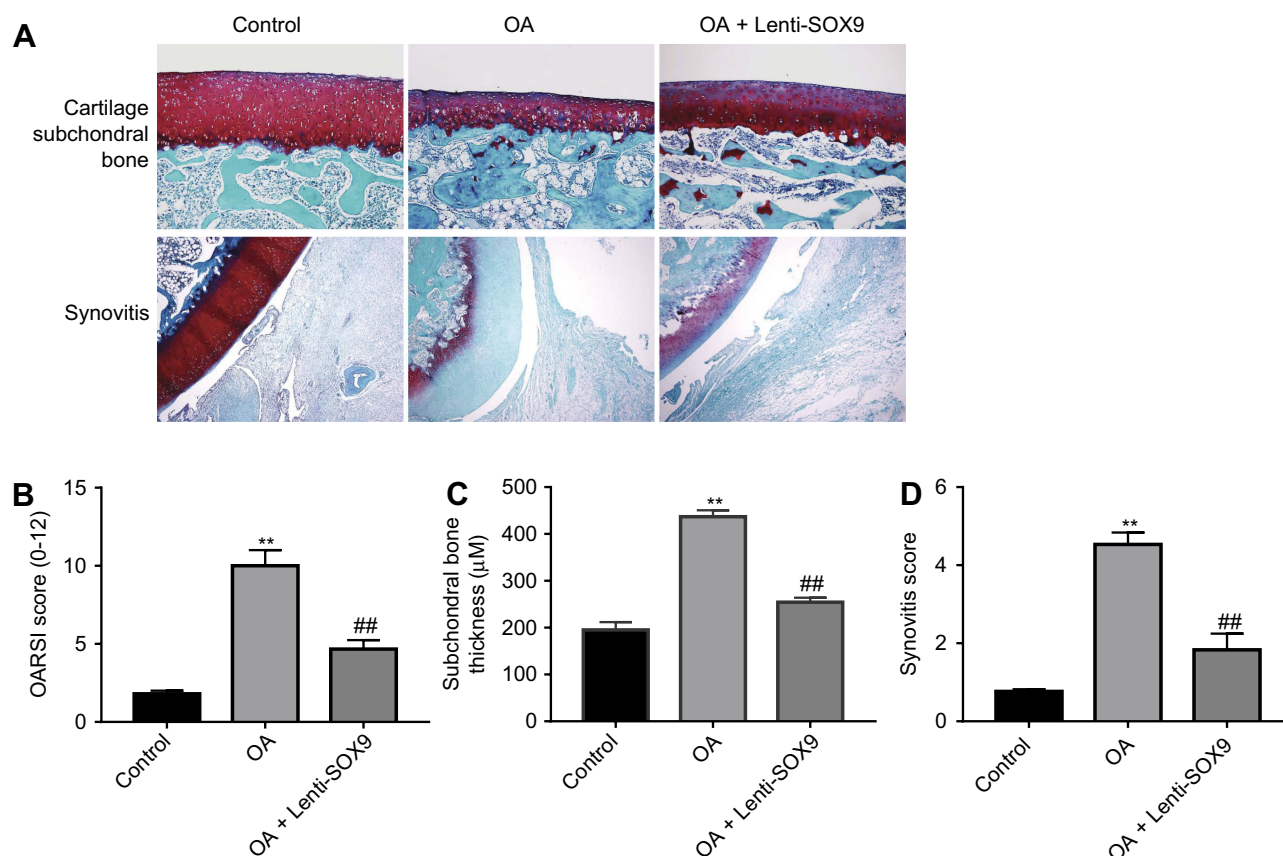 A
Control
OA
OA + Lenti-SOX9
Cartilage
subchondral
bone
Synovitis
B
OARSI score (0-12)
15
10
5
0
**
##
Control
OA
OA + Lenti-SOX9
C
Subchondral bone
thickness (μM)
500
400
300
200
100
0
**
##
Control
OA
OA + Lenti-SOX9
D
Synovitis score
6
4
2
0
**
##
Control
OA
OA + Lenti-SOX9